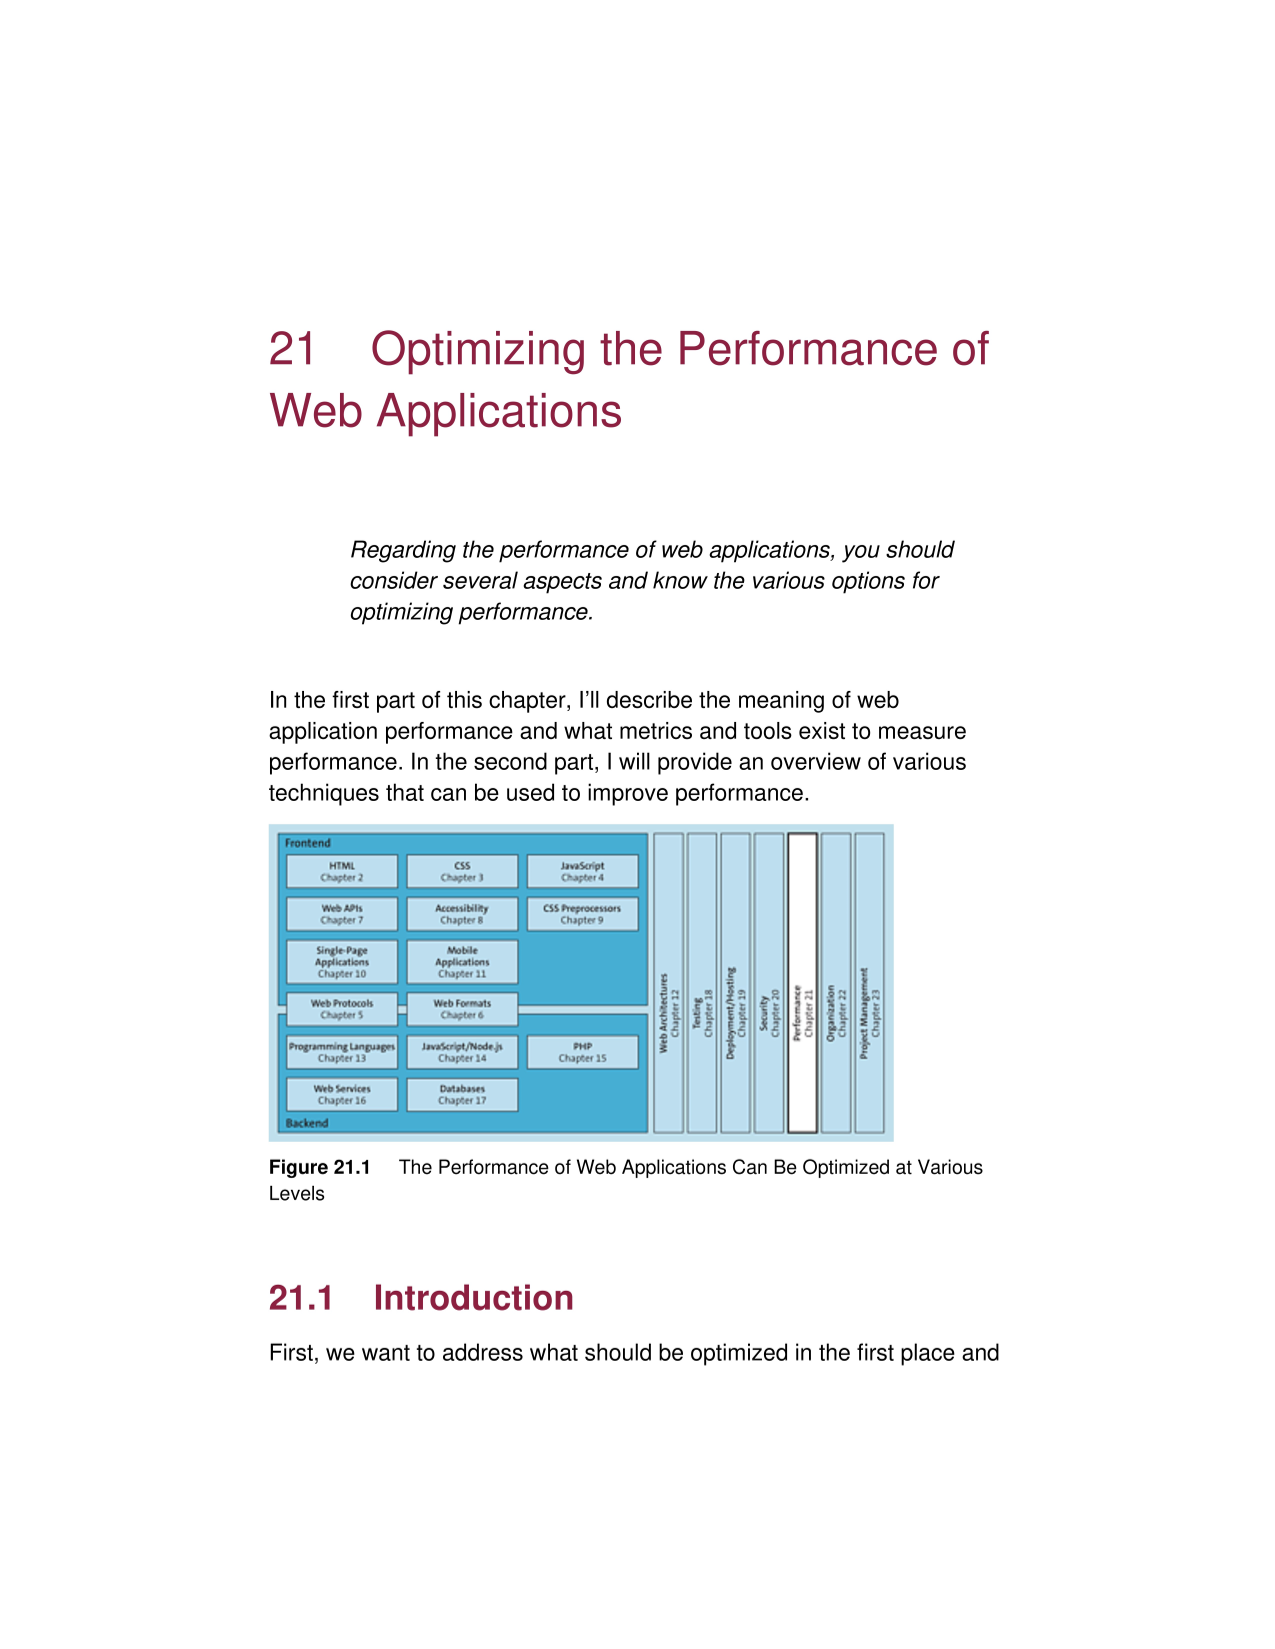 21 Optimizing the Performance of
Web Applications
Regarding the performance of web applications, you should
consider several aspects and know the various options for
optimizing performance.
In the first part of this chapter, I’ll describe the meaning of web
application performance and what metrics and tools exist to measure
performance. In the second part, I will provide an overview of various
techniques that can be used to improve performance.
Frontend
HTML
Chapter 2
CSS
Chapter 3
JavaScript
Chapter 4
Web APIs
Chapter 7
Accessibility
Chapter 8
CSS Preprocessors
Chapter 9
Single-Page
Applications
Chapter 10
Mobile
Applications
Chapter 11
Web Protocols
Chapter 5
Web Formats
Chapter 6
Programming Languages
Chapter 13
JavaScript/Node.js
Chapter 14
PHP
Chapter 15
Web Services
Chapter 16
Databases
Chapter 17
Backend
Web Architectures
Chapter 12
Testing
Chapter 18
Deployment/Hosting
Chapter 19
Security
Chapter 20
Performance
Chapter 21
Organization
Chapter 22
Project Management
Chapter 23
Figure 21.1 The Performance of Web Applications Can Be Optimized at Various
Levels
21.1 Introduction
First, we want to address what should be optimized in the first place and